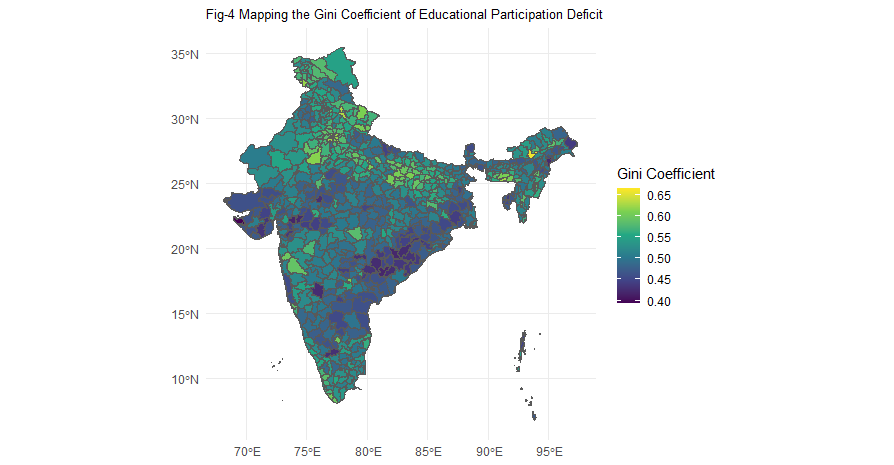 Fig-4 Mapping the Gini Coefficient of Educational Participation Deficit
35°N
30°N
25°N
20°N
15°N
10°N
70°E 75°E 80°E 85°E 90°E 95°E
Gini Coefficient
0.65
0.60
0.55
0.50
0.45
0.40